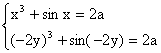 x³ + sin x = 2a
(−2y)³ + sin(−2y) = 2a